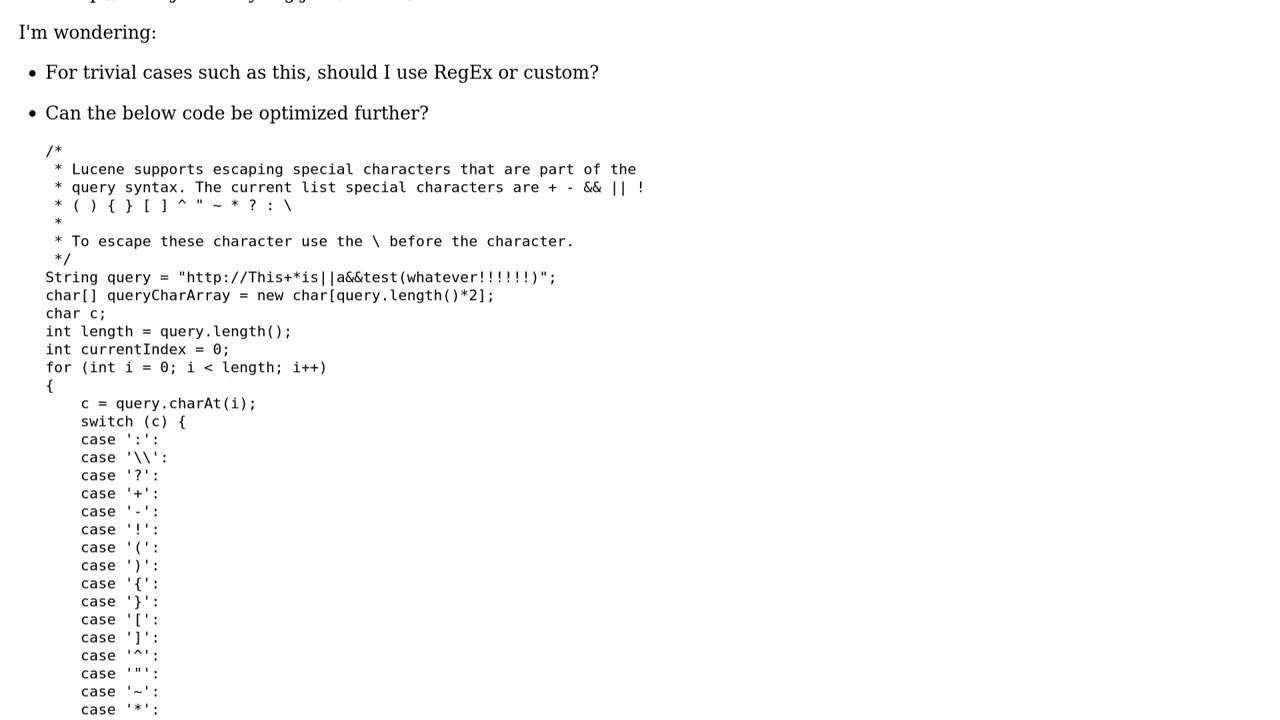 I'm wondering:
• For trivial cases such as this, should I use RegEx or custom?
• Can the below code be optimized further?
/*
 * Lucene supports escaping special characters that are part of the
 * query syntax. The current list special characters are + - && || !
 * ( ) { } [ ] ^ " ~ * ? : \
 *
 * To escape these character use the \ before the character.
 */
String query = "http://This+*is||a&&test(whatever!!!!!!)";
char[] queryCharArray = new char[query.length()*2];
char c;
int length = query.length();
int currentIndex = 0;
for (int i = 0; i < length; i++)
{
    c = query.charAt(i);
    switch (c) {
    case ':':
    case '\\':
    case '?':
    case '+':
    case '-':
    case '!':
    case '(':
    case ')':
    case '{':
    case '}':
    case '[':
    case ']':
    case '^':
    case '"':
    case '~':
    case '*':